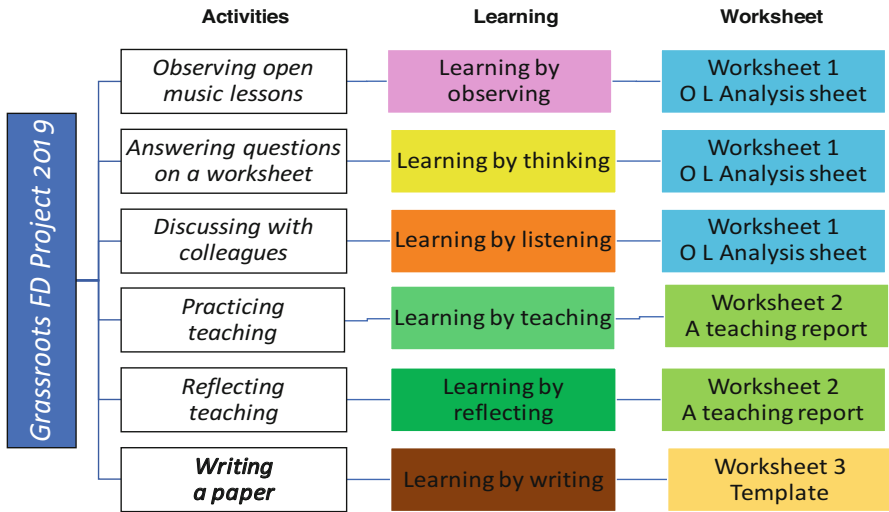 Activities
Learning
Worksheet
Grassroots FD Project 2019
Observing open
music lessons
Learning by
observing
Worksheet 1
O L Analysis sheet
Answering questions
on a worksheet
Learning by thinking
Worksheet 1
O L Analysis sheet
Discussing with
colleagues
Learning by listening
Worksheet 1
O L Analysis sheet
Practicing
teaching
Learning by teaching
Worksheet 2
A teaching report
Reflecting
teaching
Learning by
reflecting
Worksheet 2
A teaching report
Writing
a paper
Learning by writing
Worksheet 3
Template